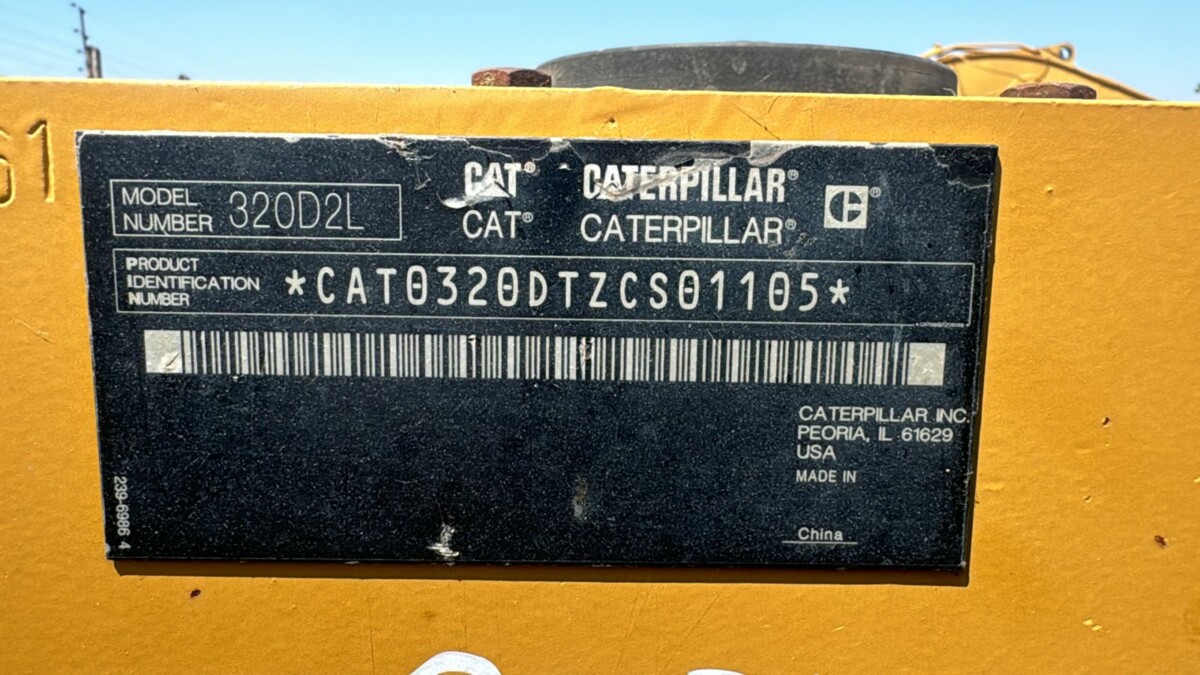 61
MODEL NUMBER 320D2L
CAT® CATERPILLAR® C®
CAT® CATERPILLAR®
PRODUCT IDENTIFICATION NUMBER *CAT0320DTZCS01105*
CATERPILLAR INC.
PEORIA, IL 61629
USA
MADE IN
China
239-6986 4